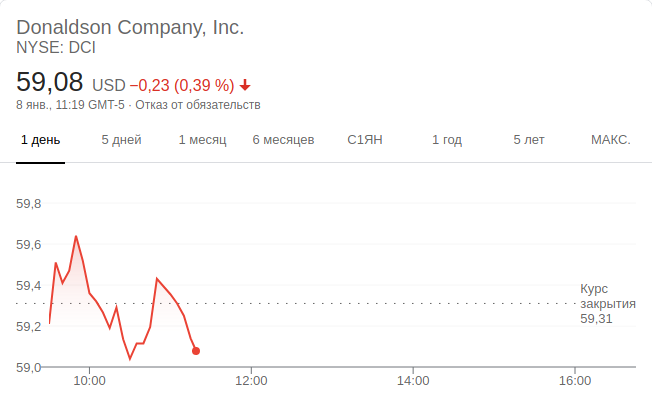 Donaldson Company, Inc.
NYSE: DCI
59,08 USD −0,23 (0,39 %)
8 янв., 11:19 GMT-5 · Отказ от обязательств
1 день 5 дней 1 месяц 6 месяцев С1ЯН 1 год 5 лет МАКС.
59,8
59,6
59,4
59,2
59,0
Курс
закрытия
59,31
10:00 12:00 14:00 16:00